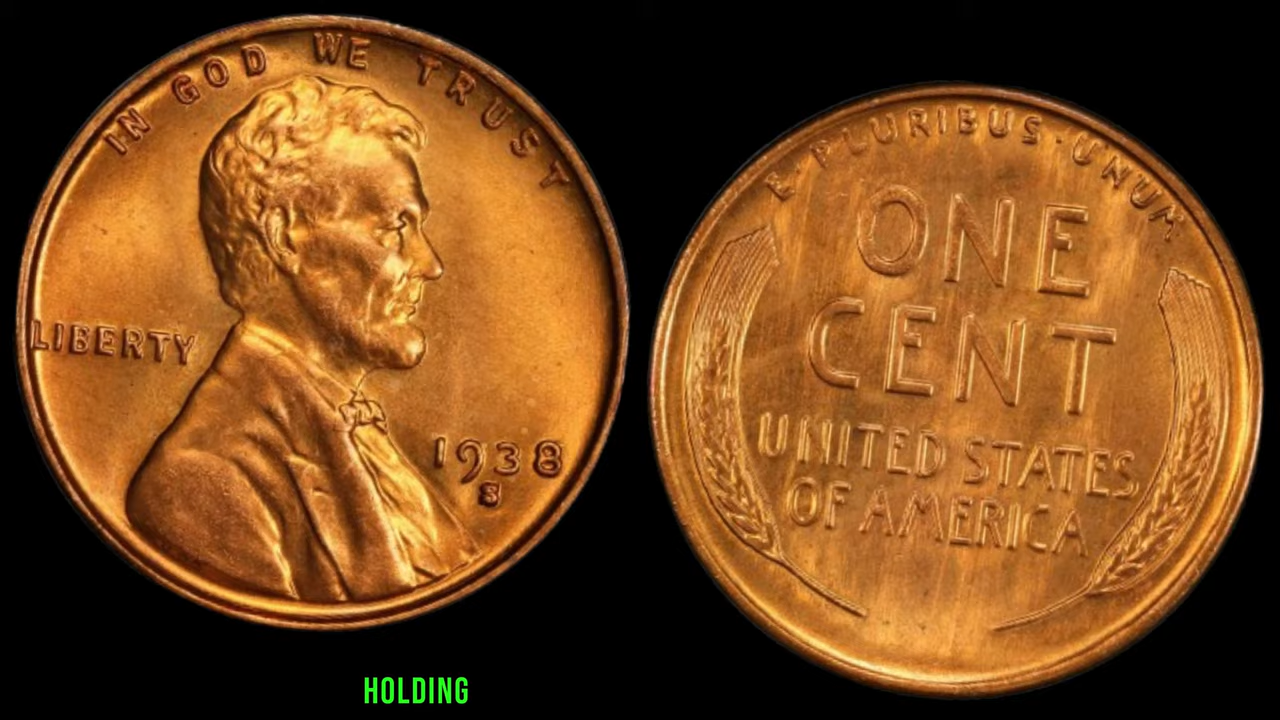 IN GOD WE TRUST
LIBERTY
1938
S
E·PLURIBUS·UNUM
ONE
CENT
UNITED STATES
OF AMERICA
HOLDING